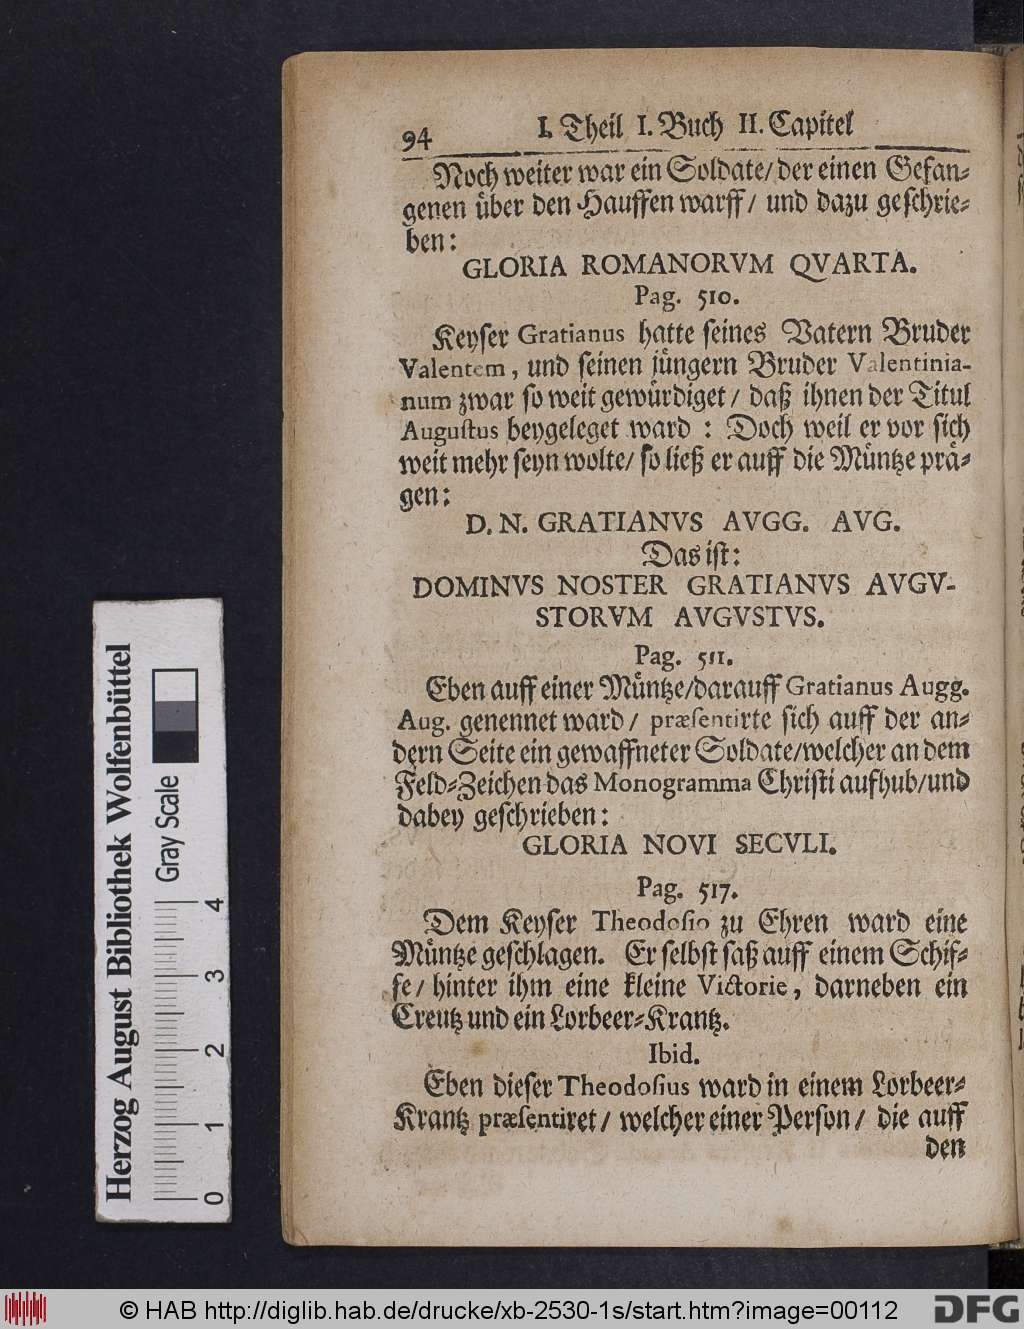 94
I. Theil I. Buch II. Capitel
Noch weiter war ein Soldate/ der einen Gefan-
genen über den Hauffen warff/ und dazu geschrie-
ben:
GLORIA ROMANORVM QVARTA.
Pag. 510.
Keyser Gratianus hatte seines Vatern Bruder
Valentem, und seinen jüngern Bruder Valentinia-
num zwar so weit gewürdiget/ daß ihnen der Titul
Augustus beygeleget ward: Doch weil er vor sich
weit mehr seyn wolte/ so ließ er auff die Müntze prä-
gen:
D. N. GRATIANVS AVGG. AVG.
Das ist:
DOMINVS NOSTER GRATIANVS AVGV-
STORVM AVGVSTVS.
Pag. 511.
Eben auff einer Müntze/darauff Gratianus Augg.
Aug. genennet ward/ præsentirte sich auff der an-
dern Seite ein gewaffneter Soldate/welcher an dem
Feld-Zeichen das Monogramma Christi aufhub/und
dabey geschrieben:
GLORIA NOVI SECVLI.
Pag. 517.
Dem Keyser Theodosio zu Ehren ward eine
Müntze geschlagen. Er selbst saß auff einem Schif-
fe/ hinter ihm eine kleine Victorie, darneben ein
Creutz und ein Lorbeer-Krantz.
Ibid.
Eben dieser Theodosius ward in einem Lorbeer-
Krantz præsentiret/ welcher einer Person/ die auff
den
Herzog August Bibliothek Wolfenbüttel
Gray Scale
0 1 2 3 4
© HAB http://diglib.hab.de/drucke/xb-2530-1s/start.htm?image=00112
DFG